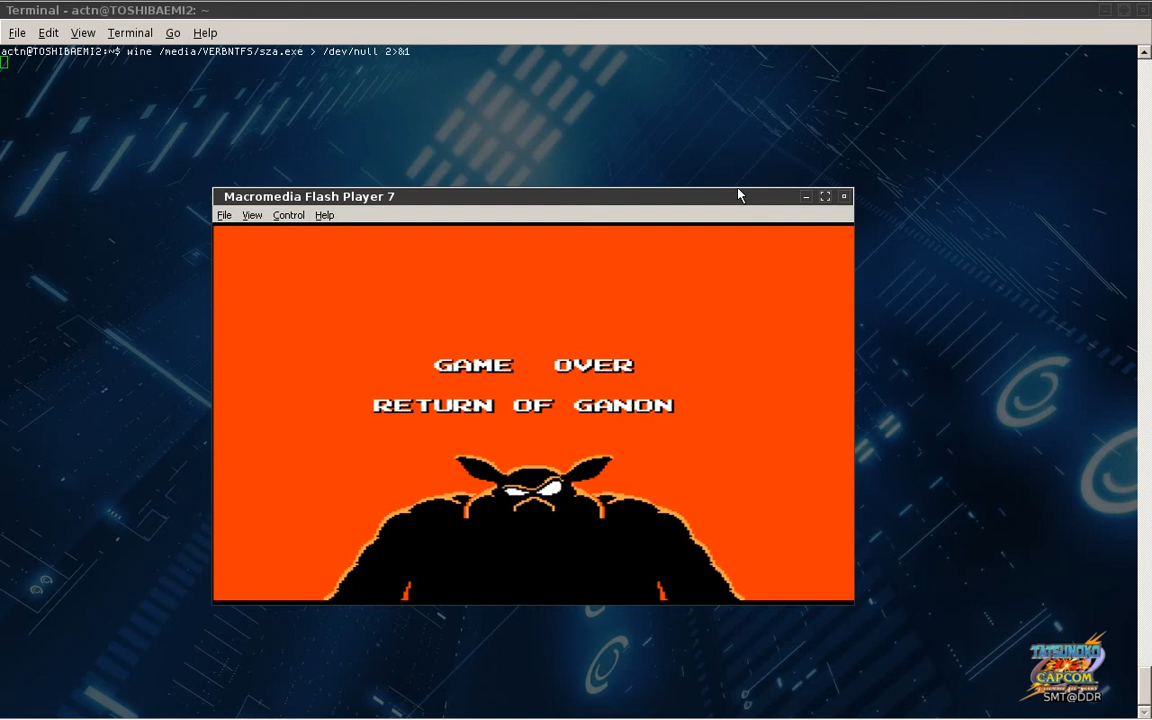 Terminal - actn@TOSHIBAEMI2: ~
File Edit View Terminal Go Help
actn@TOSHIBAEMI2:~$ wine /media/VERBNTFS/sza.exe > /dev/null 2>&1
Macromedia Flash Player 7
File View Control Help
GAME OVER
RETURN OF GANON
TATSUNOKO
CAPCOM
SMT@DDR